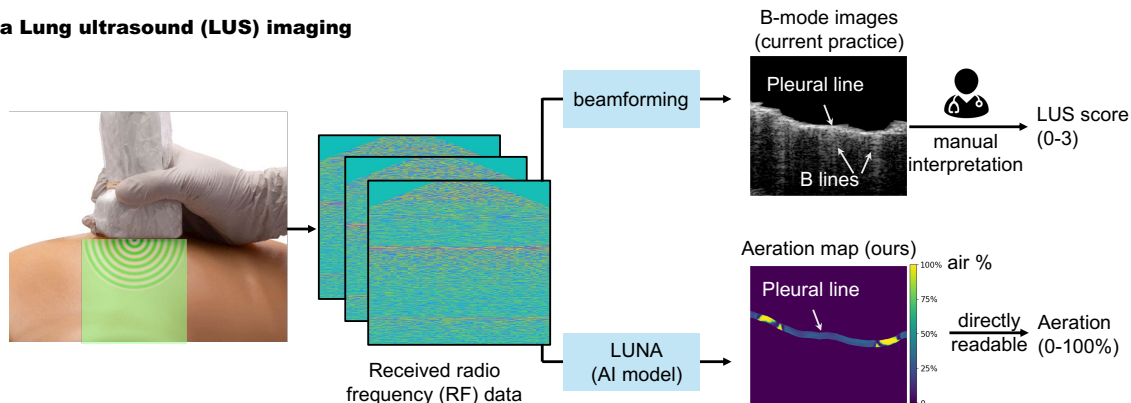 a Lung ultrasound (LUS) imaging
B-mode images
(current practice)
Pleural line
B lines
beamforming
manual
interpretation
LUS score
(0-3)
Received radio
frequency (RF) data
LUNA
(AI model)
Aeration map (ours)
Pleural line
100%
75%
50%
25%
0
air %
directly
readable
Aeration
(0-100%)